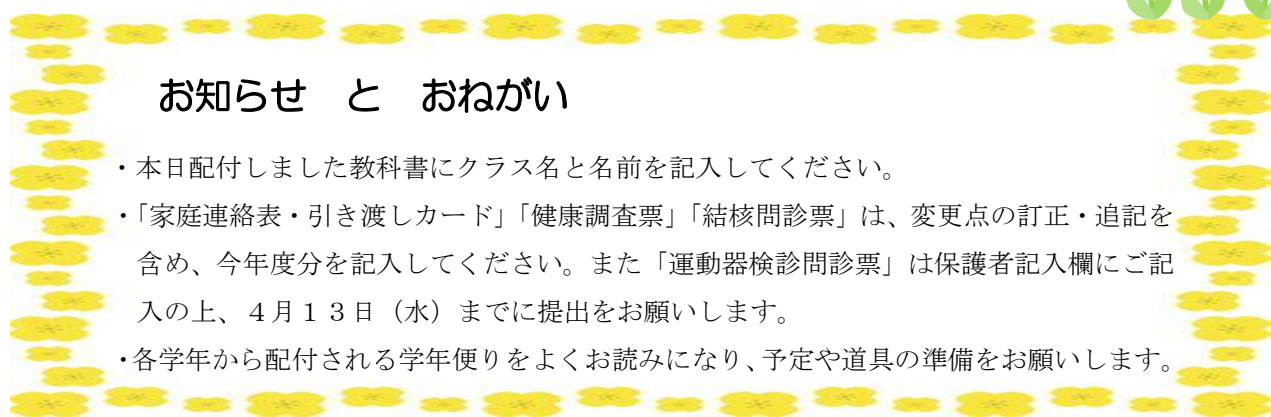 お知らせ　と　おねがい
・本日配付しました教科書にクラス名と名前を記入してください。
・「家庭連絡表・引き渡しカード」「健康調査票」「結核問診票」は、変更点の訂正・追記を
含め、今年度分を記入してください。また「運動器検診問診票」は保護者記入欄にご記
入の上、４月１３日（水）までに提出をお願いします。
・各学年から配付される学年便りをよくお読みになり、予定や道具の準備をお願いします。